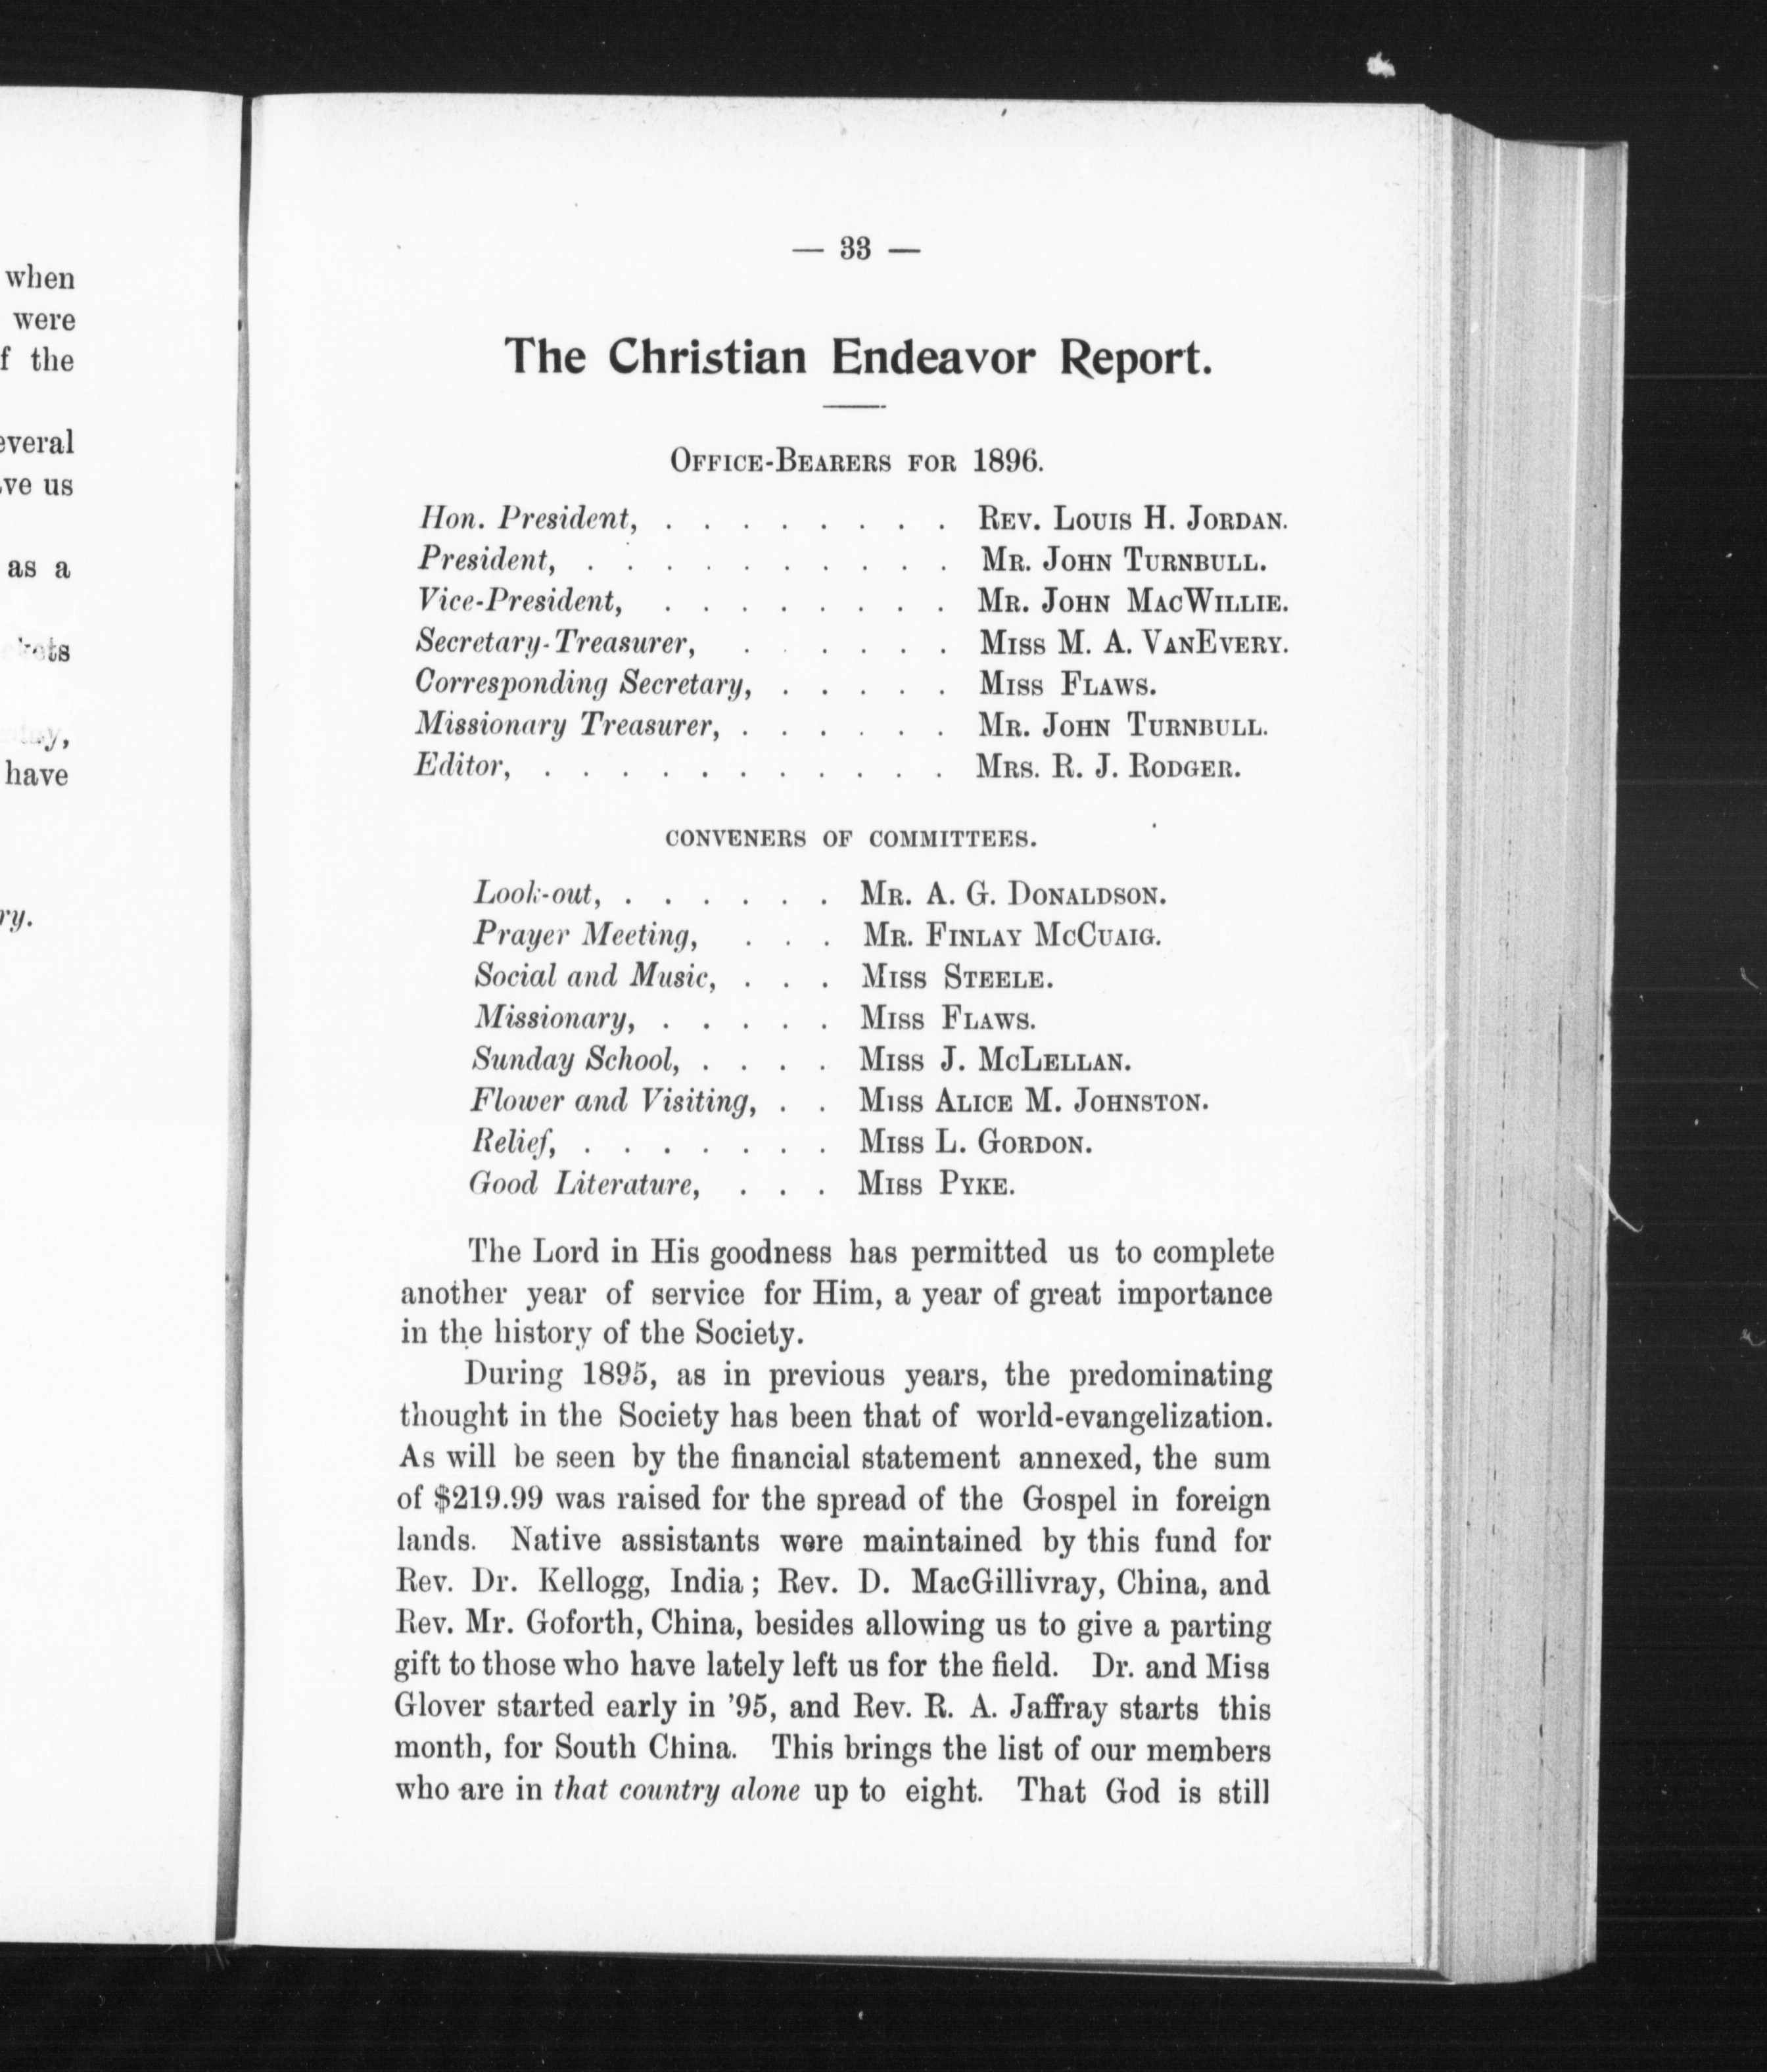 when
were
f the
everal
ve us
as a
have
ry.
— 33 —
The Christian Endeavor Report.
Office-Bearers for 1896.
Hon. President, . . . . . . . . Rev. Louis H. Jordan.
President, . . . . . . . . . . Mr. John Turnbull.
Vice-President, . . . . . . . . Mr. John MacWillie.
Secretary-Treasurer, . . . . . . Miss M. A. VanEvery.
Corresponding Secretary, . . . . . Miss Flaws.
Missionary Treasurer, . . . . . . Mr. John Turnbull.
Editor, . . . . . . . . . . . Mrs. R. J. Rodger.
CONVENERS OF COMMITTEES.
Look-out, . . . . . . Mr. A. G. Donaldson.
Prayer Meeting, . . . Mr. Finlay McCuaig.
Social and Music, . . . Miss Steele.
Missionary, . . . . . Miss Flaws.
Sunday School, . . . . Miss J. McLellan.
Flower and Visiting, . . Miss Alice M. Johnston.
Relief, . . . . . . . Miss L. Gordon.
Good Literature, . . . Miss Pyke.
The Lord in His goodness has permitted us to complete
another year of service for Him, a year of great importance
in the history of the Society.
During 1895, as in previous years, the predominating
thought in the Society has been that of world-evangelization.
As will be seen by the financial statement annexed, the sum
of $219.99 was raised for the spread of the Gospel in foreign
lands. Native assistants were maintained by this fund for
Rev. Dr. Kellogg, India; Rev. D. MacGillivray, China, and
Rev. Mr. Goforth, China, besides allowing us to give a parting
gift to those who have lately left us for the field. Dr. and Miss
Glover started early in '95, and Rev. R. A. Jaffray starts this
month, for South China. This brings the list of our members
who are in that country alone up to eight. That God is still